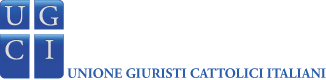 U G
C I
UNIONE GIURISTI CATTOLICI ITALIANI